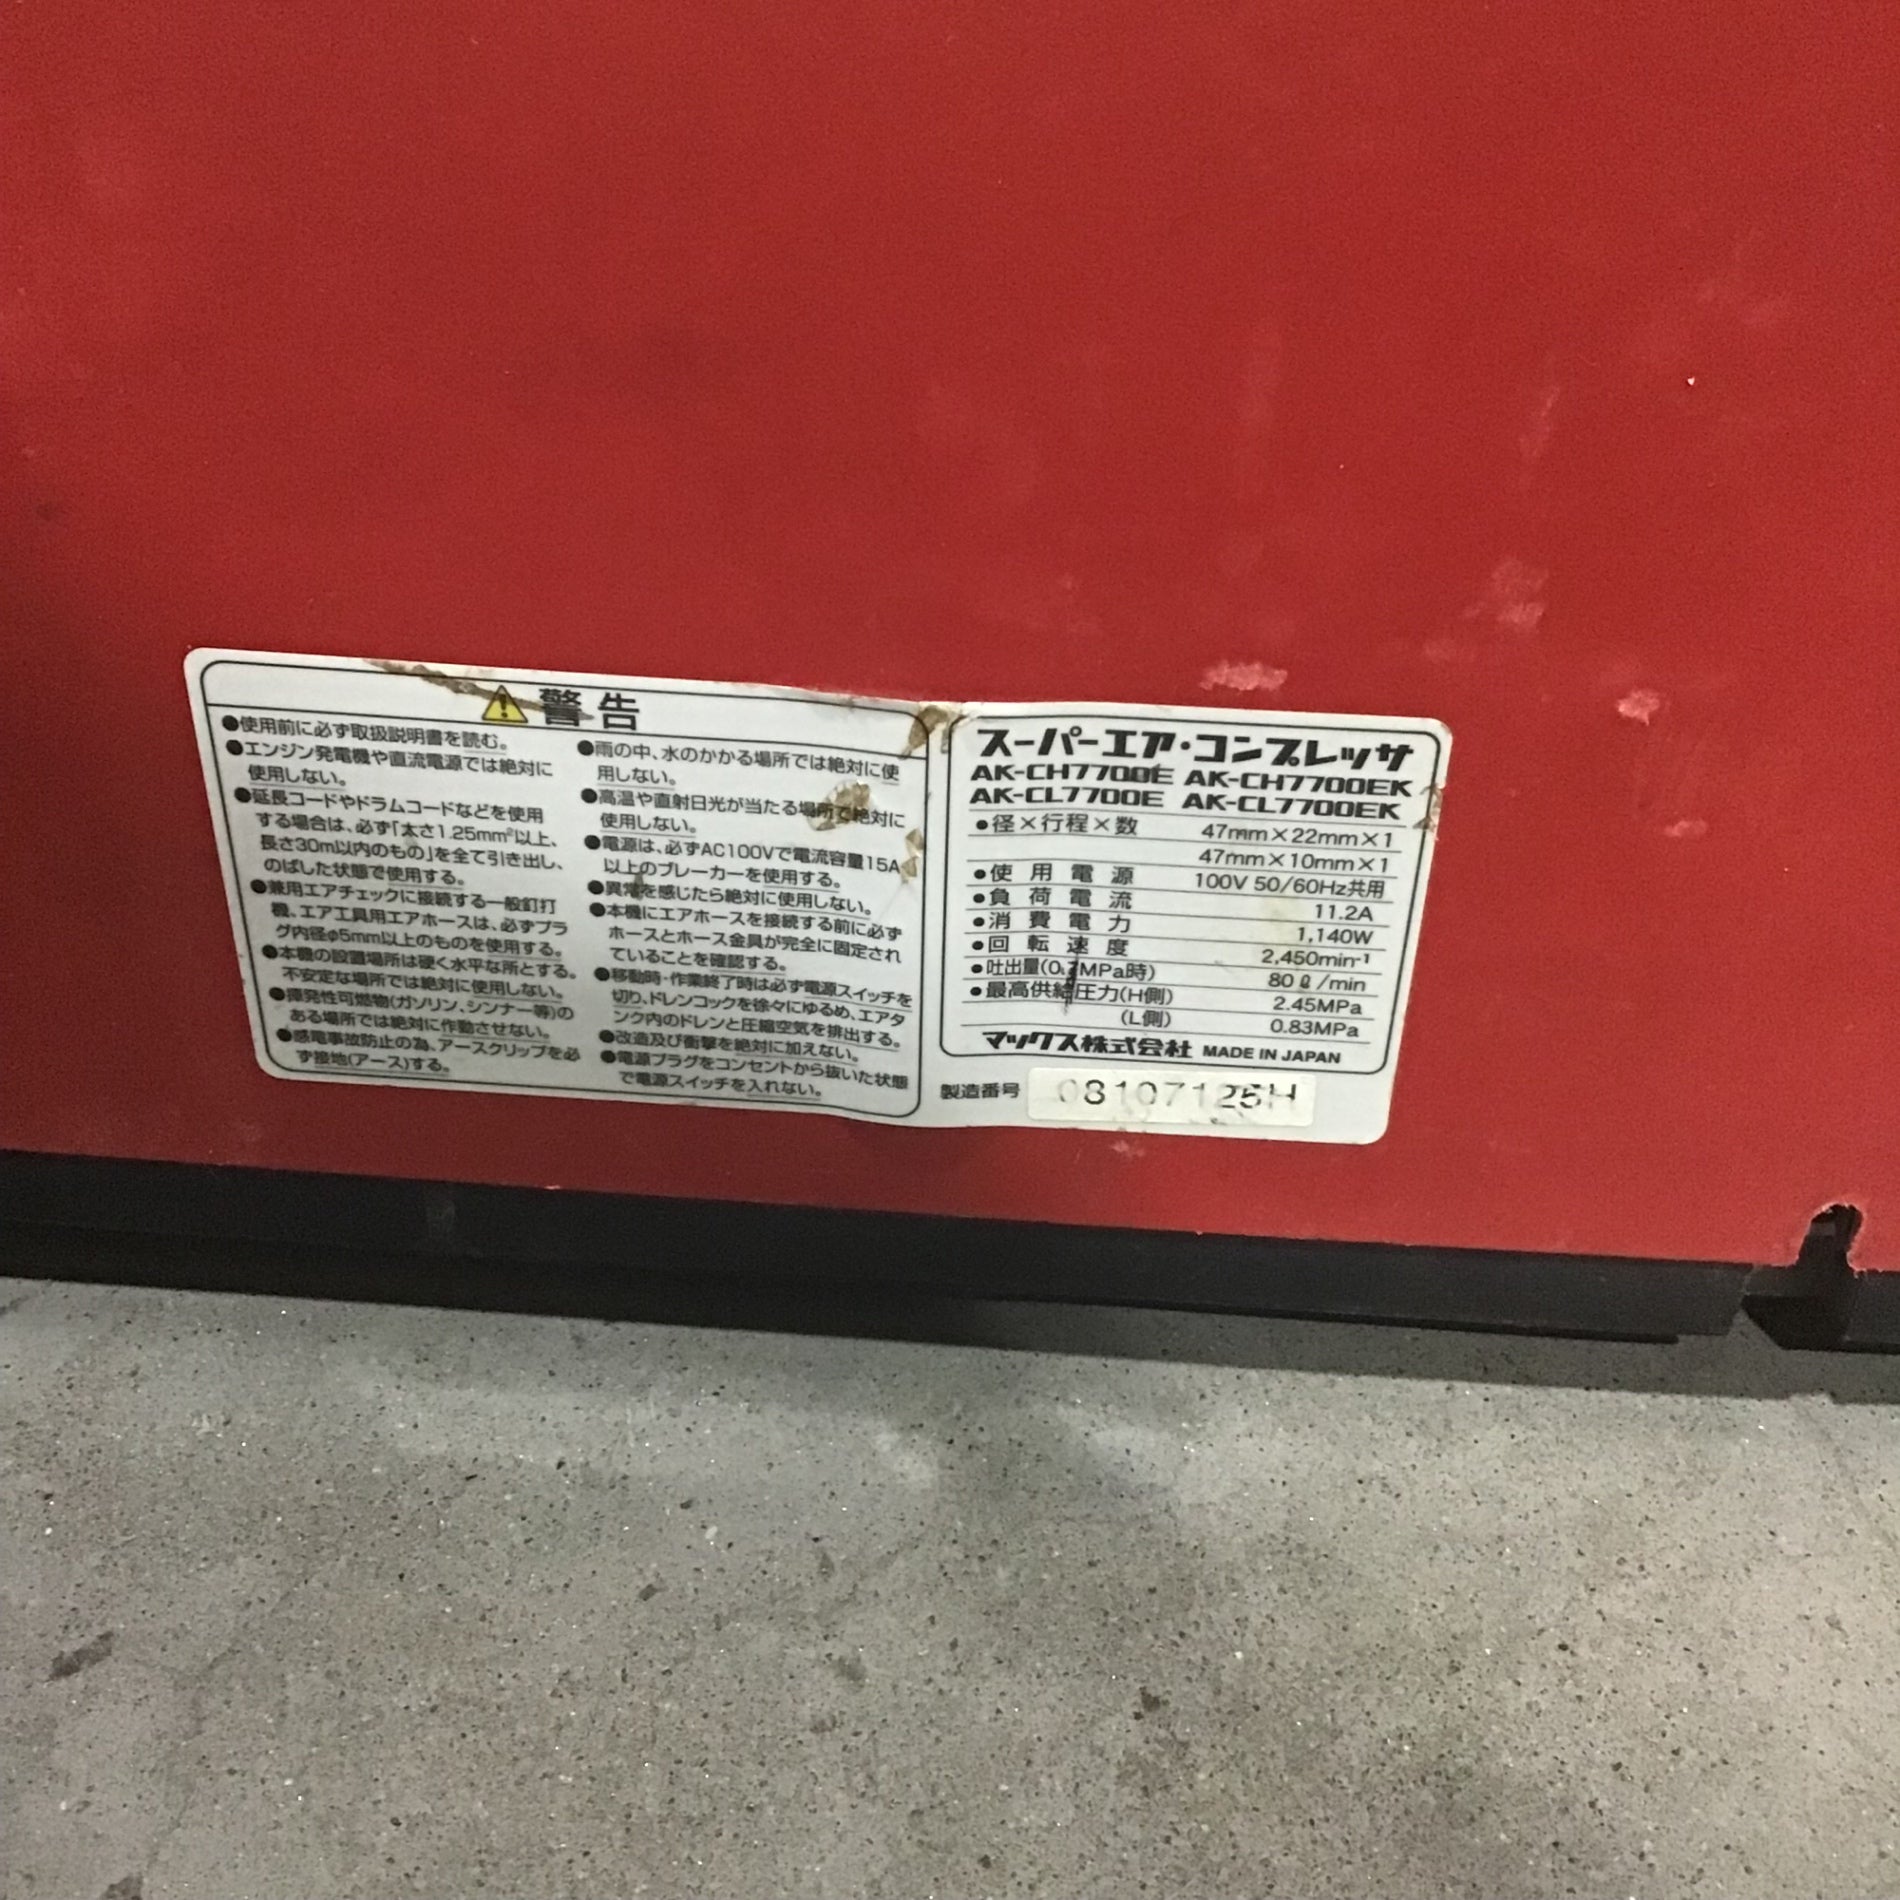 警告
●使用前に必ず取扱説明書を読む。
●エンジン発電機や直流電源では絶対に
使用しない。
●延長コードやドラムコードなどを使用
する場合は、必ず「太さ1.25mm²以上、
長さ30m以内のもの」を全て引き出し、
のばした状態で使用する。
●兼用エアチェックに接続する一般釘打
機、エア工具用エアホースは、必ずプラ
グ内径φ5mm以上のものを使用する。
●本機の設置場所は硬く水平な所とする。
不安定な場所では絶対に使用しない。
●揮発性可燃物(ガソリン、シンナー等)の
ある場所では絶対に作動させない。
●感電事故防止の為、アースクリップを必
ず接地(アース)する。
●雨の中、水のかかる場所では絶対に使
用しない。
●高温や直射日光が当たる場所で絶対に
使用しない。
●電源は、必ずAC100Vで電流容量15A
以上のブレーカーを使用する。
●異常を感じたら絶対に使用しない。
●本機にエアホースを接続する前に必ず
ホースとホース金具が完全に固定され
ていることを確認する。
●移動時・作業終了時は必ず電源スイッチを
切り、ドレンコックを徐々にゆるめ、エアタ
ンク内のドレンと圧縮空気を排出する。
●改造及び衝撃を絶対に加えない。
●電源プラグをコンセントから抜いた状態
で電源スイッチを入れない。
スーパーエア・コンプレッサ
AK-CH7700E AK-CH7700EK
AK-CL7700E AK-CL7700EK
●径×行程×数 47mm×22mm×1
47mm×10mm×1
●使用電源 100V 50/60Hz共用
●負荷電流 11.2A
●消費電力 1,140W
●回転速度 2,450min⁻¹
●吐出量(0.7MPa時) 80ℓ/min
●最高供給圧力(H側) 2.45MPa
(L側) 0.83MPa
マックス株式会社 MADE IN JAPAN
製造番号 08107125H